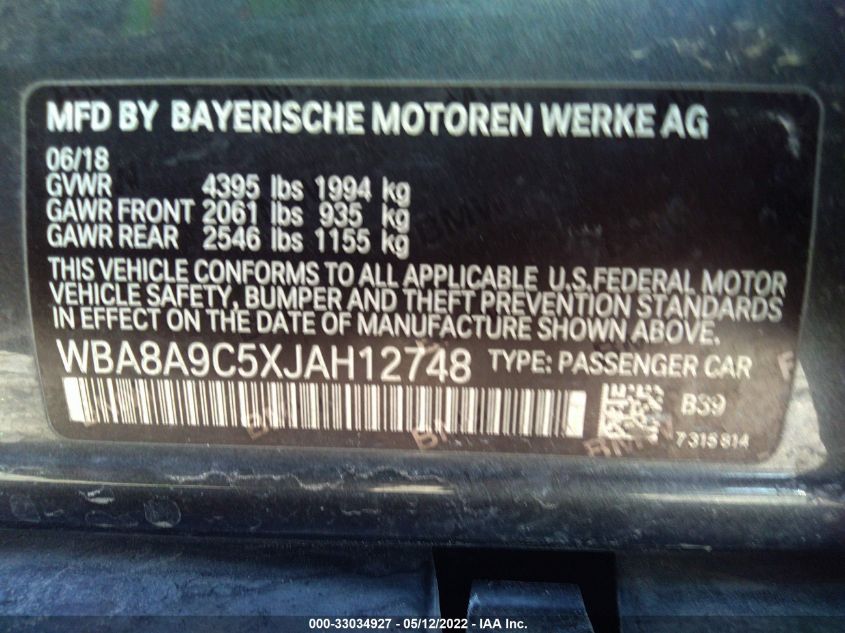 MFD BY BAYERISCHE MOTOREN WERKE AG
06/18
GVWR 4395 lbs 1994 kg
GAWR FRONT 2061 lbs 935 kg
GAWR REAR 2546 lbs 1155 kg
THIS VEHICLE CONFORMS TO ALL APPLICABLE U.S.FEDERAL MOTOR
VEHICLE SAFETY, BUMPER AND THEFT PREVENTION STANDARDS
IN EFFECT ON THE DATE OF MANUFACTURE SHOWN ABOVE.
WBA8A9C5XJAH12748 TYPE: PASSENGER CAR
B39
7315814
000-33034927 - 05/12/2022 - IAA Inc.